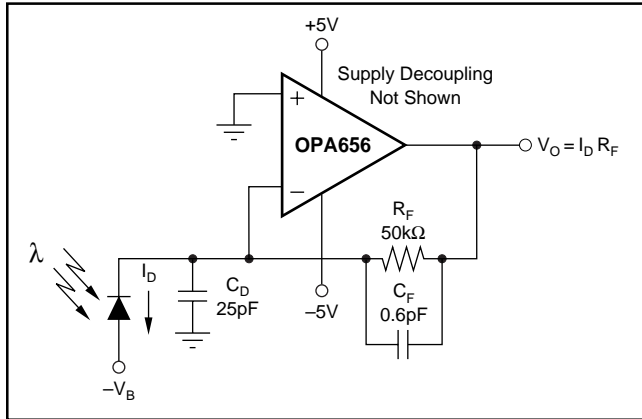 +5V
Supply Decoupling
Not Shown
+
OPA656
−
V_O = I_D R_F
R_F
50kΩ
λ
I_D
C_D
25pF
−5V
C_F
0.6pF
−V_B